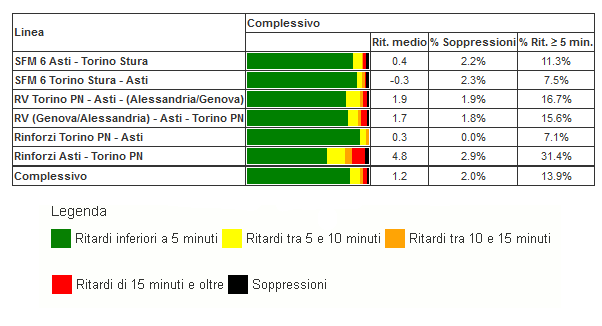 Linea Complessivo
Rit. medio % Soppressioni % Rit. ≥ 5 min.
SFM 6 Asti - Torino Stura 0.4 2.2% 11.3%
SFM 6 Torino Stura - Asti -0.3 2.3% 7.5%
RV Torino PN - Asti - (Alessandria/Genova) 1.9 1.9% 16.7%
RV (Genova/Alessandria) - Asti - Torino PN 1.7 1.8% 15.6%
Rinforzi Torino PN - Asti 0.3 0.0% 7.1%
Rinforzi Asti - Torino PN 4.8 2.9% 31.4%
Complessivo 1.2 2.0% 13.9%
Legenda
Ritardi inferiori a 5 minuti Ritardi tra 5 e 10 minuti Ritardi tra 10 e 15 minuti
Ritardi di 15 minuti e oltre Soppressioni